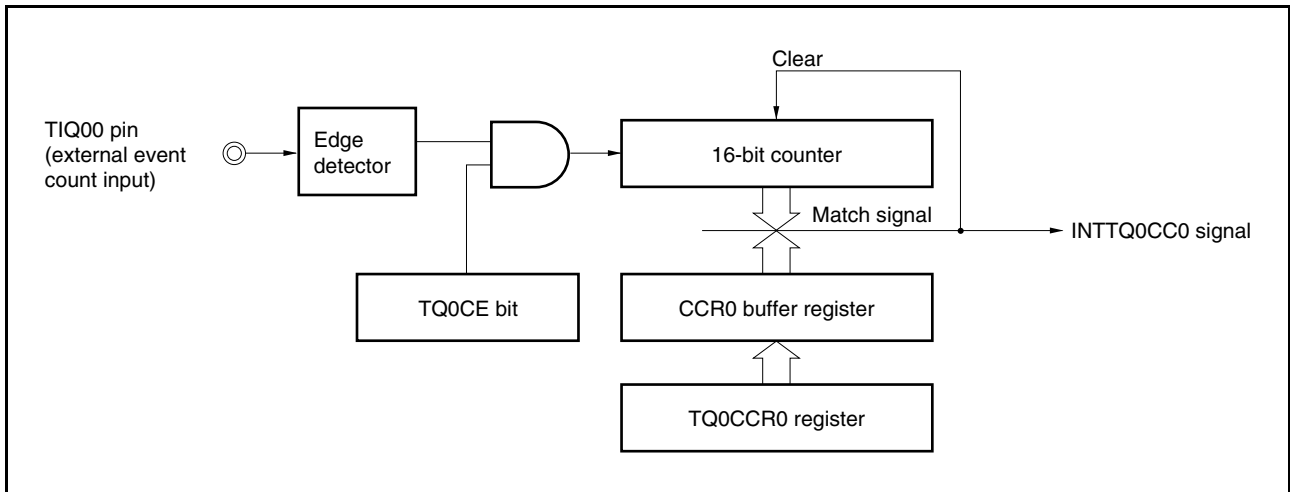 Clear
TIQ00 pin
(external event
count input)
Edge
detector
16-bit counter
Match signal
INTTQ0CC0 signal
TQ0CE bit
CCR0 buffer register
TQ0CCR0 register